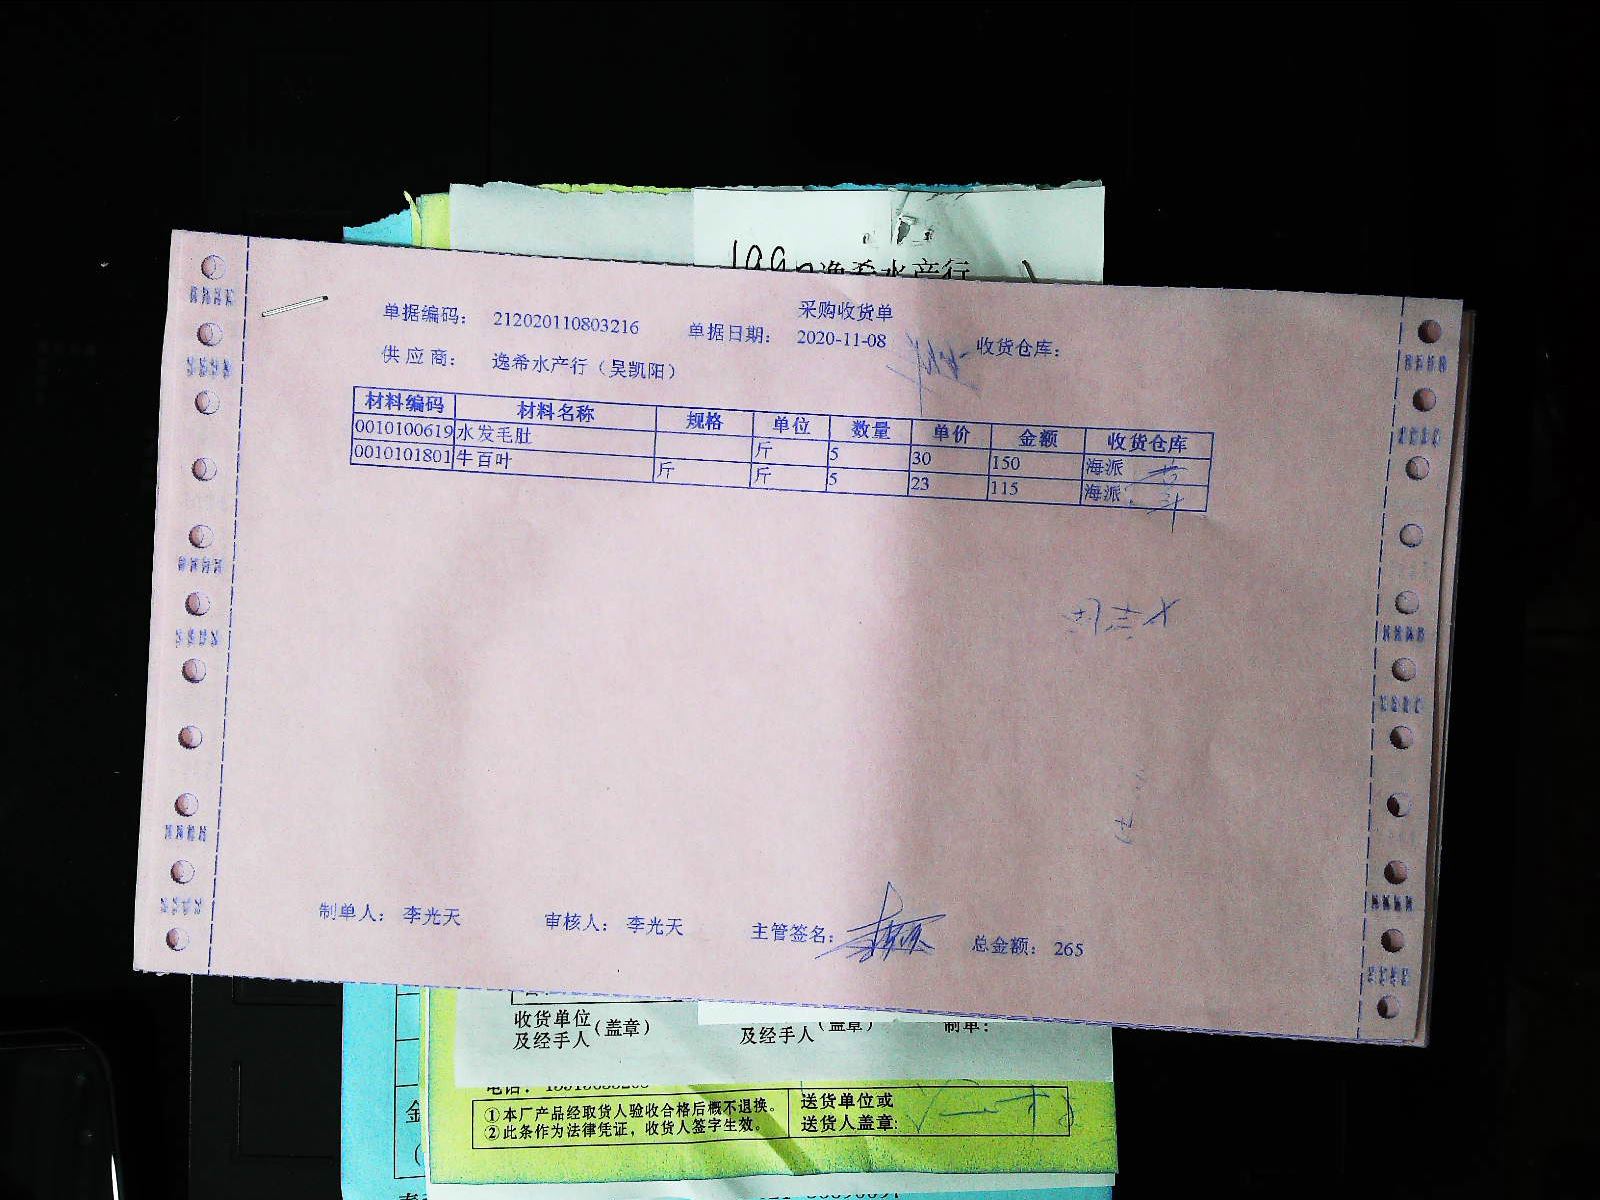 逸希水产行
采购收货单
单据编码： 212020110803216 单据日期： 2020-11-08 收货仓库：
供 应 商： 逸希水产行（吴凯阳）
材料编码 材料名称 规格 单位 数量 单价 金额 收货仓库
0010100619 水发毛肚 斤 5 30 150 海派
0010101801 牛百叶 斤 斤 5 23 115 海派
制单人： 李光天 审核人： 李光天 主管签名： 总金额： 265
收货单位（盖章） （盖章） 制单：
及经手人 及经手人
电话：
①本厂产品经取货人验收合格后概不退换。 送货单位或
②此条作为法律凭证，收货人签字生效。 送货人盖章：
金